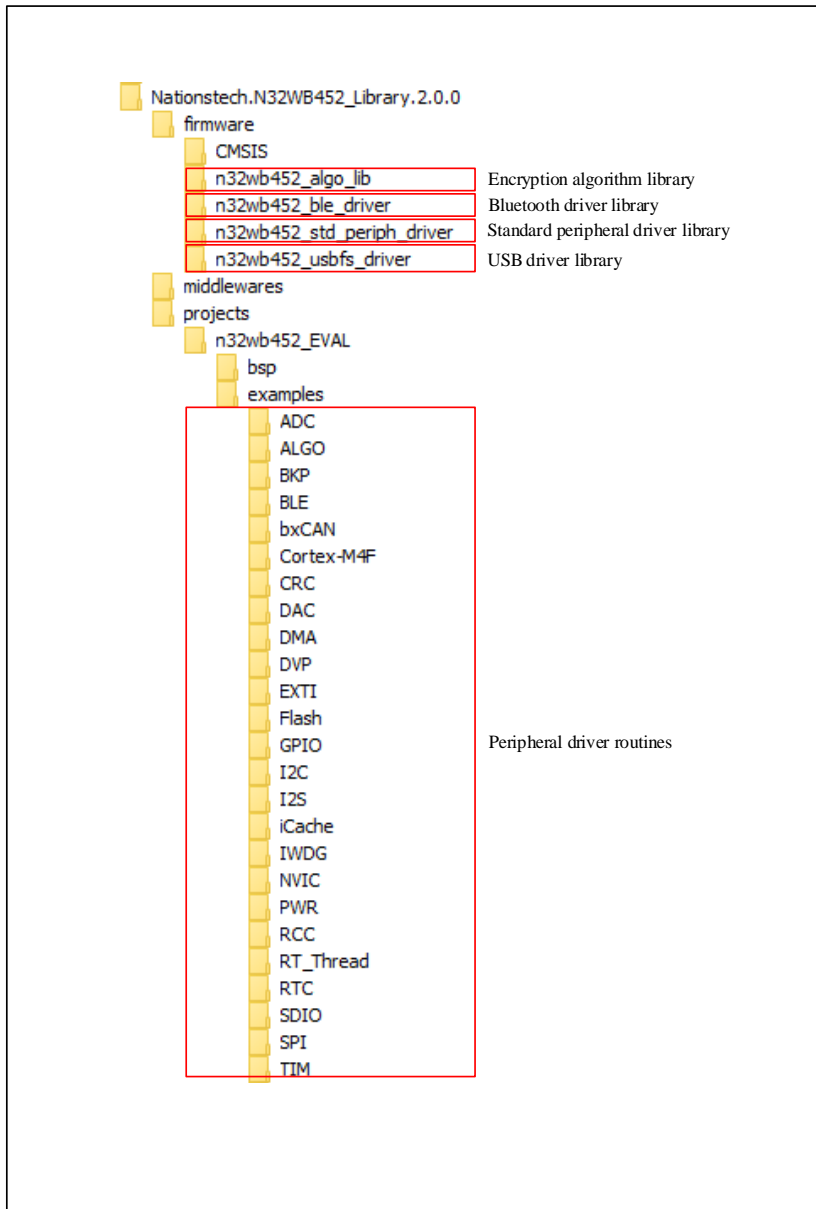 Nationstech.N32WB452_Library.2.0.0
firmware
CMSIS
n32wb452_algo_lib Encryption algorithm library
n32wb452_ble_driver Bluetooth driver library
n32wb452_std_periph_driver Standard peripheral driver library
n32wb452_usbfs_driver USB driver library
middlewares
projects
n32wb452_EVAL
bsp
examples
ADC
ALGO
BKP
BLE
bxCAN
Cortex-M4F
CRC
DAC
DMA
DVP
EXTI
Flash
GPIO Peripheral driver routines
I2C
I2S
iCache
IWDG
NVIC
PWR
RCC
RT_Thread
RTC
SDIO
SPI
TIM